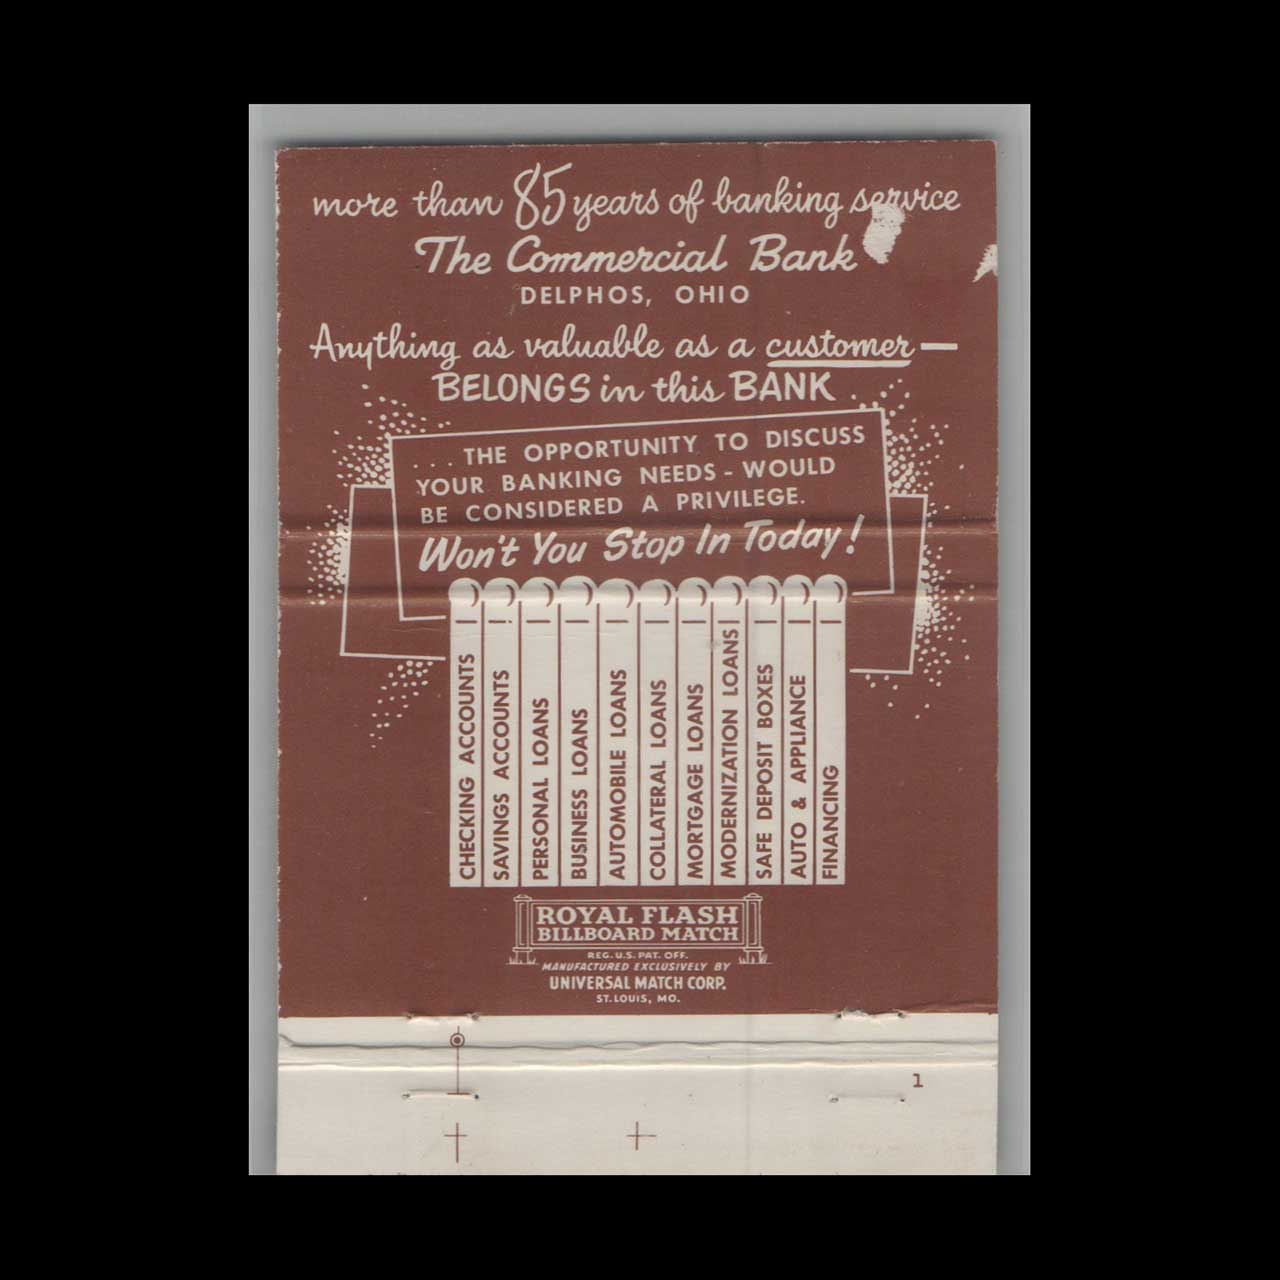 more than 85 years of banking service
The Commercial Bank
DELPHOS, OHIO
Anything as valuable as a customer —
BELONGS in this BANK
. . . THE OPPORTUNITY TO DISCUSS
YOUR BANKING NEEDS - WOULD
BE CONSIDERED A PRIVILEGE.
Won't You Stop In Today!
CHECKING ACCOUNTS
SAVINGS ACCOUNTS
PERSONAL LOANS
BUSINESS LOANS
AUTOMOBILE LOANS
COLLATERAL LOANS
MORTGAGE LOANS
MODERNIZATION LOANS
SAFE DEPOSIT BOXES
AUTO & APPLIANCE
FINANCING
ROYAL FLASH
BILLBOARD MATCH
REG. U.S. PAT. OFF.
MANUFACTURED EXCLUSIVELY BY
UNIVERSAL MATCH CORP.
ST. LOUIS, MO.
1